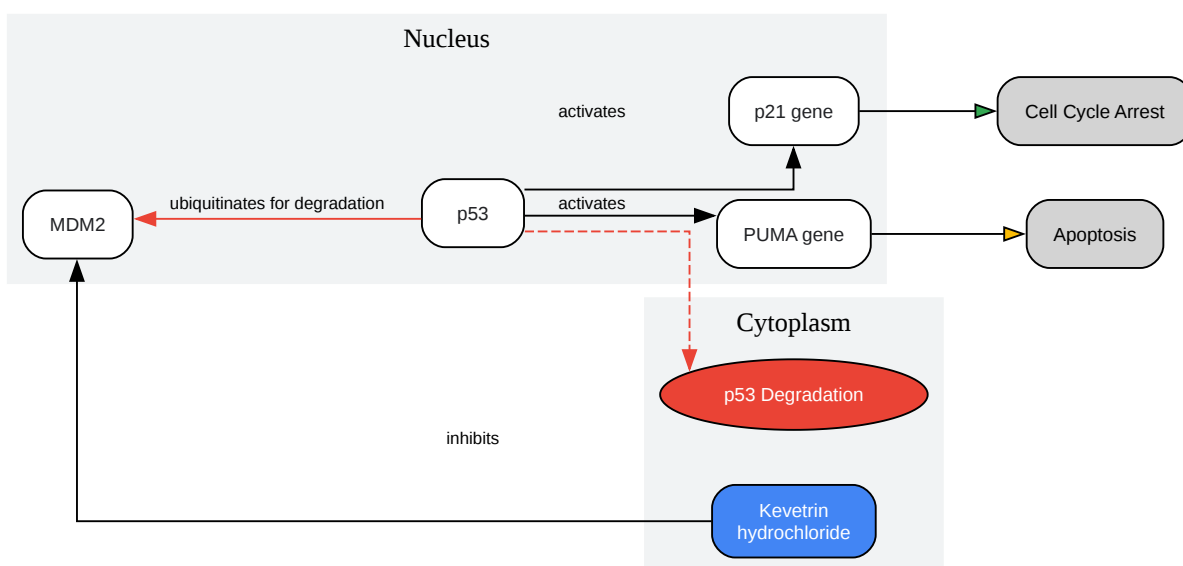 Nucleus
activates
p21 gene
Cell Cycle Arrest
MDM2
ubiquitinates for degradation
p53
activates
PUMA gene
Apoptosis
Cytoplasm
p53 Degradation
inhibits
Kevetrin
hydrochloride